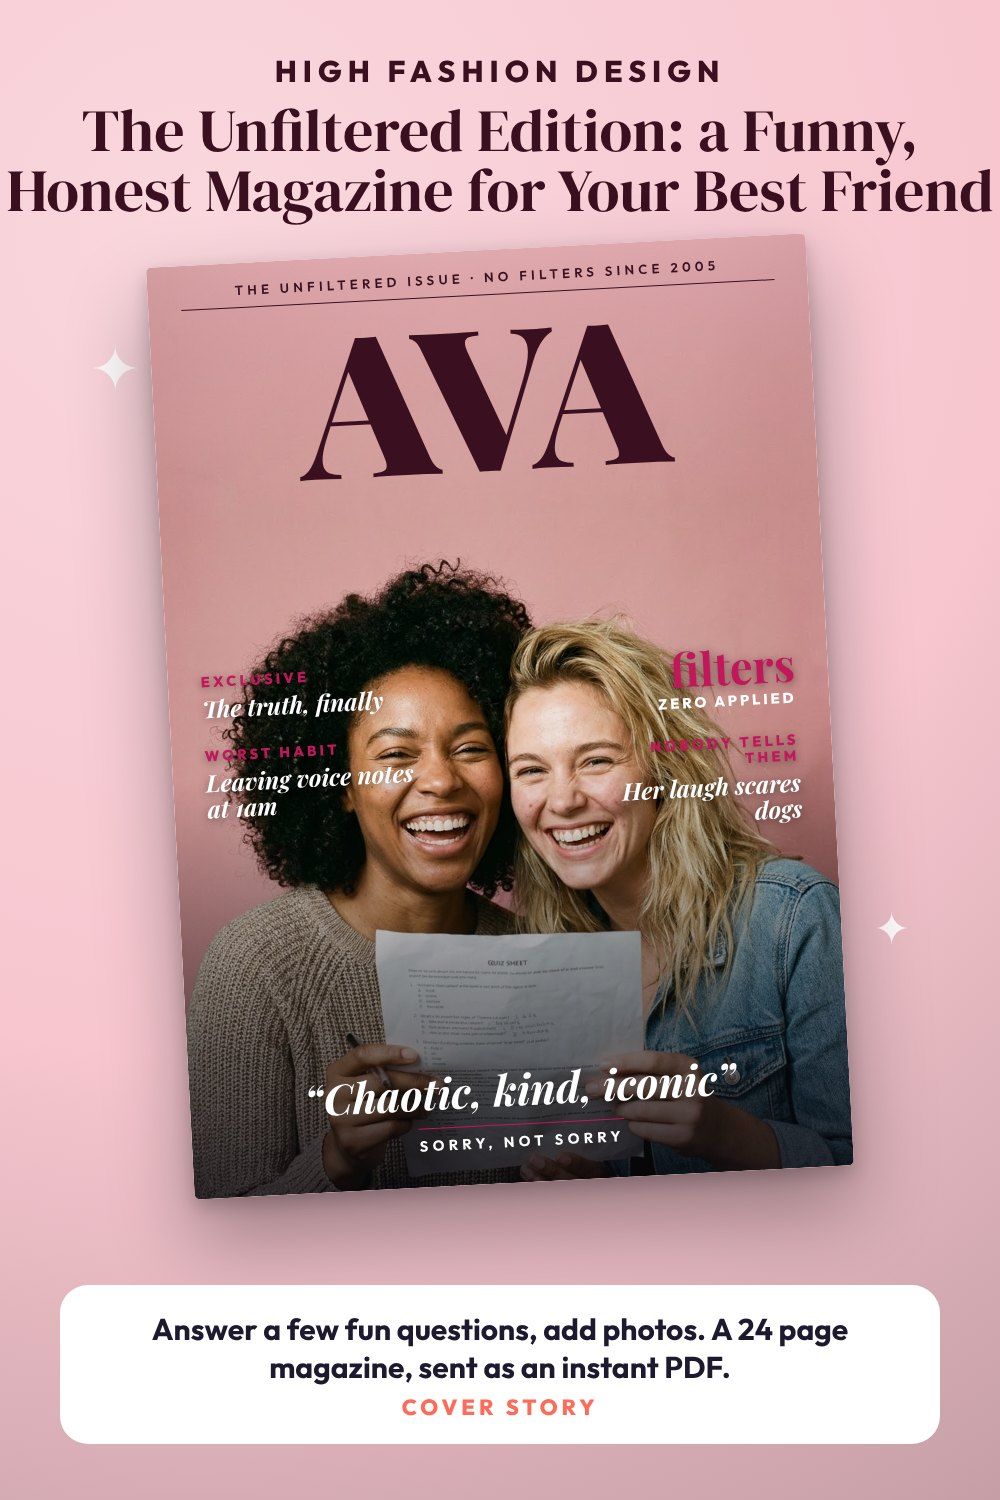 HIGH FASHION DESIGN
The Unfiltered Edition: a Funny,
Honest Magazine for Your Best Friend
THE UNFILTERED ISSUE · NO FILTERS SINCE 2005
AVA
EXCLUSIVE
The truth, finally
WORST HABIT
Leaving voice notes
at 1am
filters
ZERO APPLIED
NOBODY TELLS
THEM
Her laugh scares
dogs
QUIZ SHEET
“Chaotic, kind, iconic”
SORRY, NOT SORRY
Answer a few fun questions, add photos. A 24 page
magazine, sent as an instant PDF.
COVER STORY